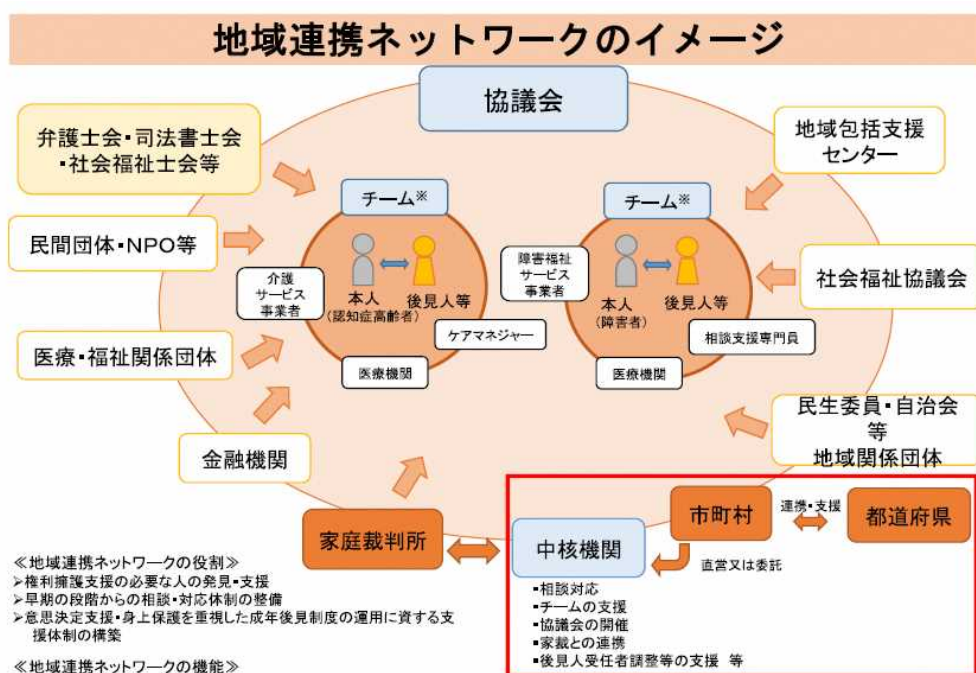 地域連携ネットワークのイメージ
協議会
弁護士会・司法書士会
・社会福祉士会等
民間団体・NPO等
医療・福祉関係団体
金融機関
チーム※
介護
サービス
事業者
本人
(認知症高齢者)
後見人等
ケアマネジャー
医療機関
チーム※
障害福祉
サービス
事業者
本人
(障害者)
後見人等
相談支援専門員
医療機関
地域包括支援
センター
社会福祉協議会
民生委員・自治会
等
地域関係団体
家庭裁判所
中核機関
市町村
連携・支援
都道府県
直営又は委託
▪相談対応
▪チームの支援
▪協議会の開催
▪家裁との連携
▪後見人受任者調整等の支援 等
≪地域連携ネットワークの役割≫
➢権利擁護支援の必要な人の発見・支援
➢早期の段階からの相談・対応体制の整備
➢意思決定支援・身上保護を重視した成年後見制度の運用に資する支
援体制の構築
≪地域連携ネットワークの機能≫